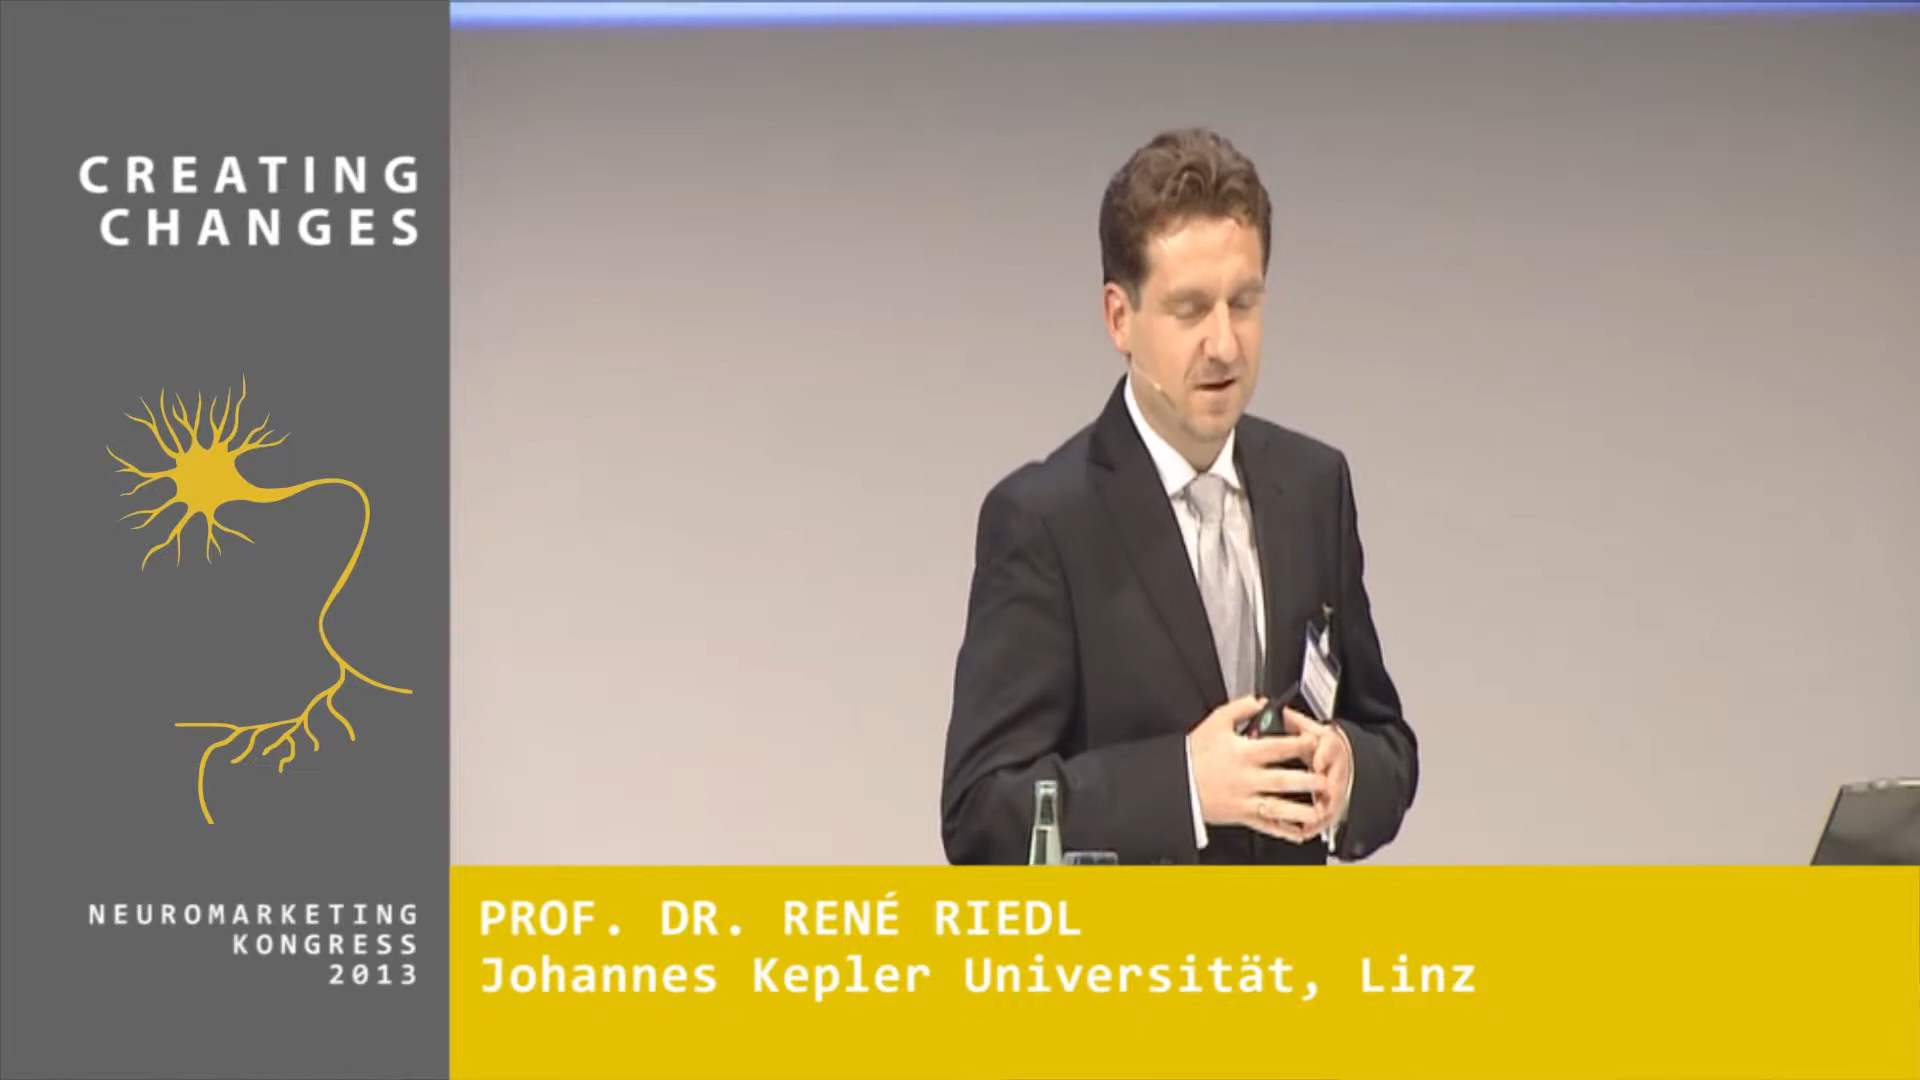 CREATING
CHANGES
NEUROMARKETING
KONGRESS
2013
PROF. DR. RENÉ RIEDL
Johannes Kepler Universität, Linz